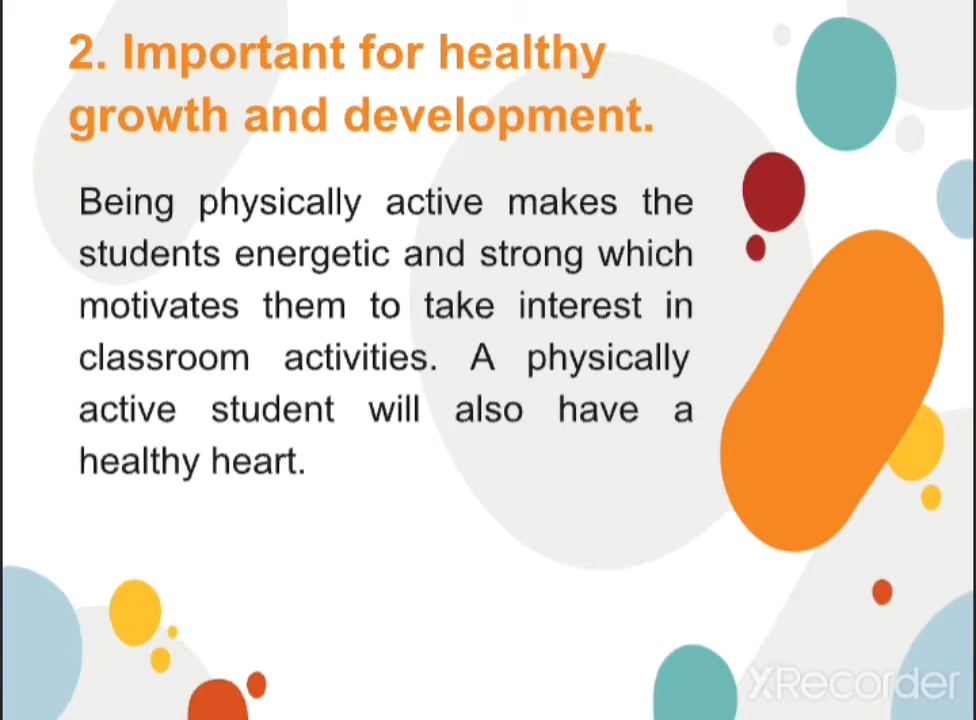 2. Important for healthy
growth and development.
Being physically active makes the
students energetic and strong which
motivates them to take interest in
classroom activities. A physically
active student will also have a
healthy heart.
XRecorder